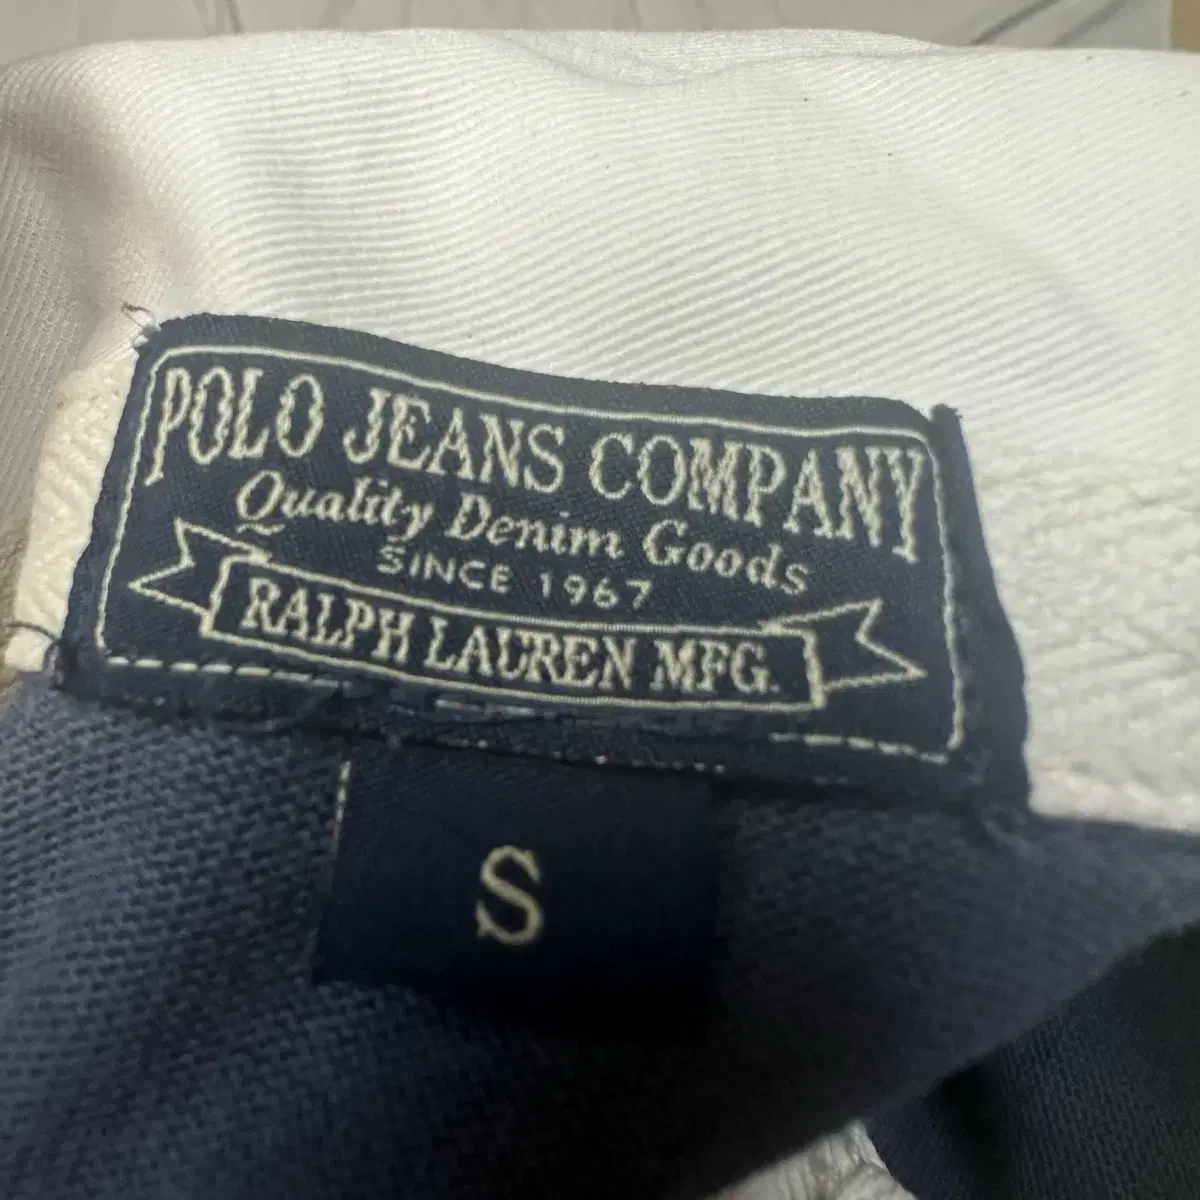 POLO JEANS COMPANY
Quality Denim Goods
SINCE 1967
RALPH LAUREN MFG.
S